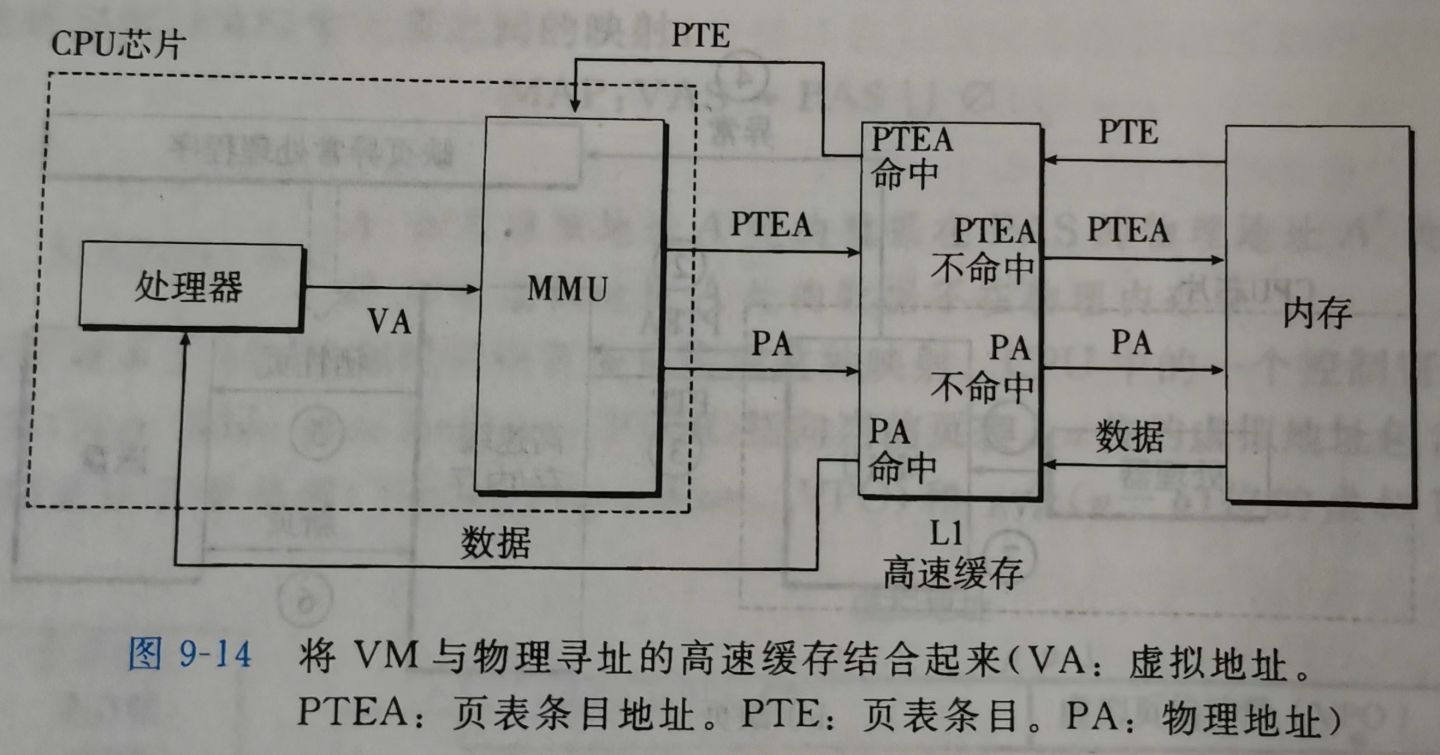 CPU芯片
PTE
PTEA
命中
PTE
PTEA
PTEA
不命中
PTEA
处理器
VA
MMU
内存
PA
PA
不命中
PA
PA
命中
数据
数据
L1
高速缓存
图 9-14 将 VM 与物理寻址的高速缓存结合起来(VA：虚拟地址。
PTEA：页表条目地址。PTE：页表条目。PA：物理地址)